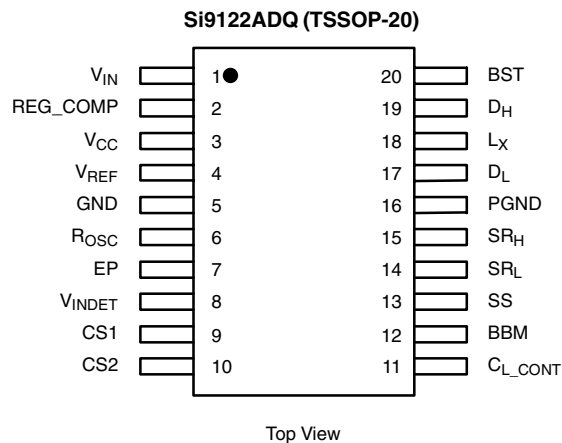 Si9122ADQ (TSSOP-20)
VIN 1 20 BST
REG_COMP 2 19 DH
VCC 3 18 LX
VREF 4 17 DL
GND 5 16 PGND
ROSC 6 15 SRH
EP 7 14 SRL
VINDET 8 13 SS
CS1 9 12 BBM
CS2 10 11 CL_CONT
Top View